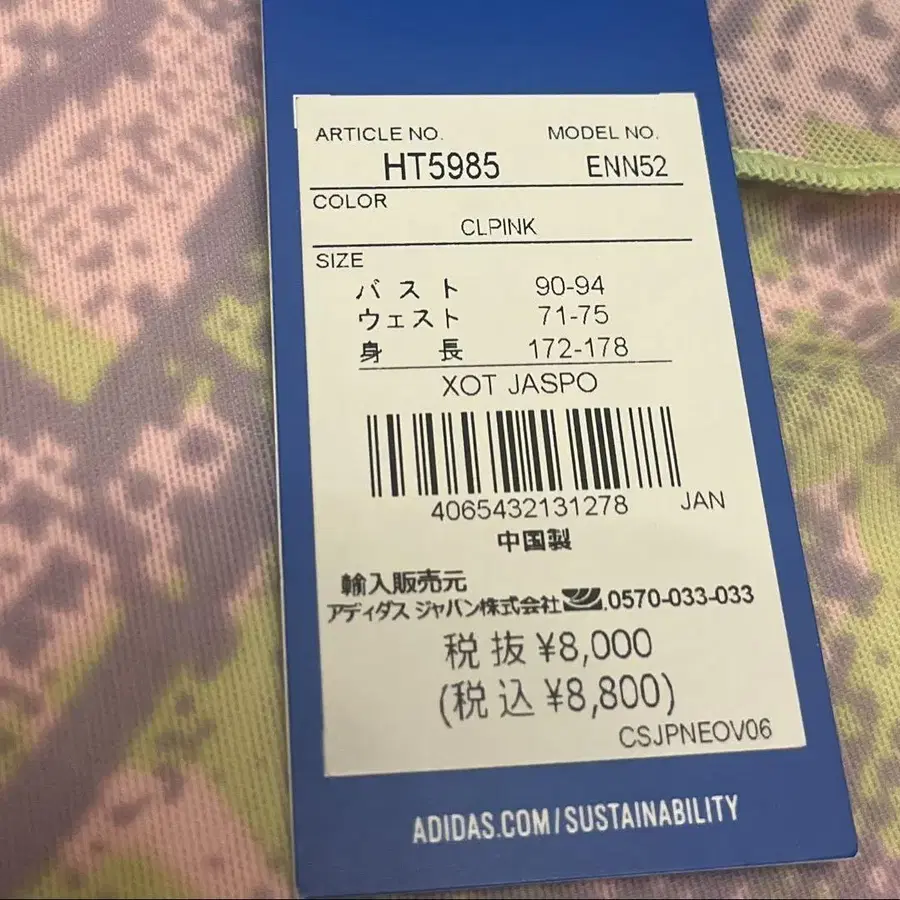 ARTICLE NO. MODEL NO.
HT5985 ENN52
COLOR
CLPINK
SIZE
バスト 90-94
ウェスト 71-75
身長 172-178
XOT JASPO
4065432131278 JAN
中国製
輸入販売元
アディダス ジャパン株式会社 0570-033-033
税抜 ¥8,000
(税込 ¥8,800)
CSJPNEOV06
ADIDAS.COM/SUSTAINABILITY